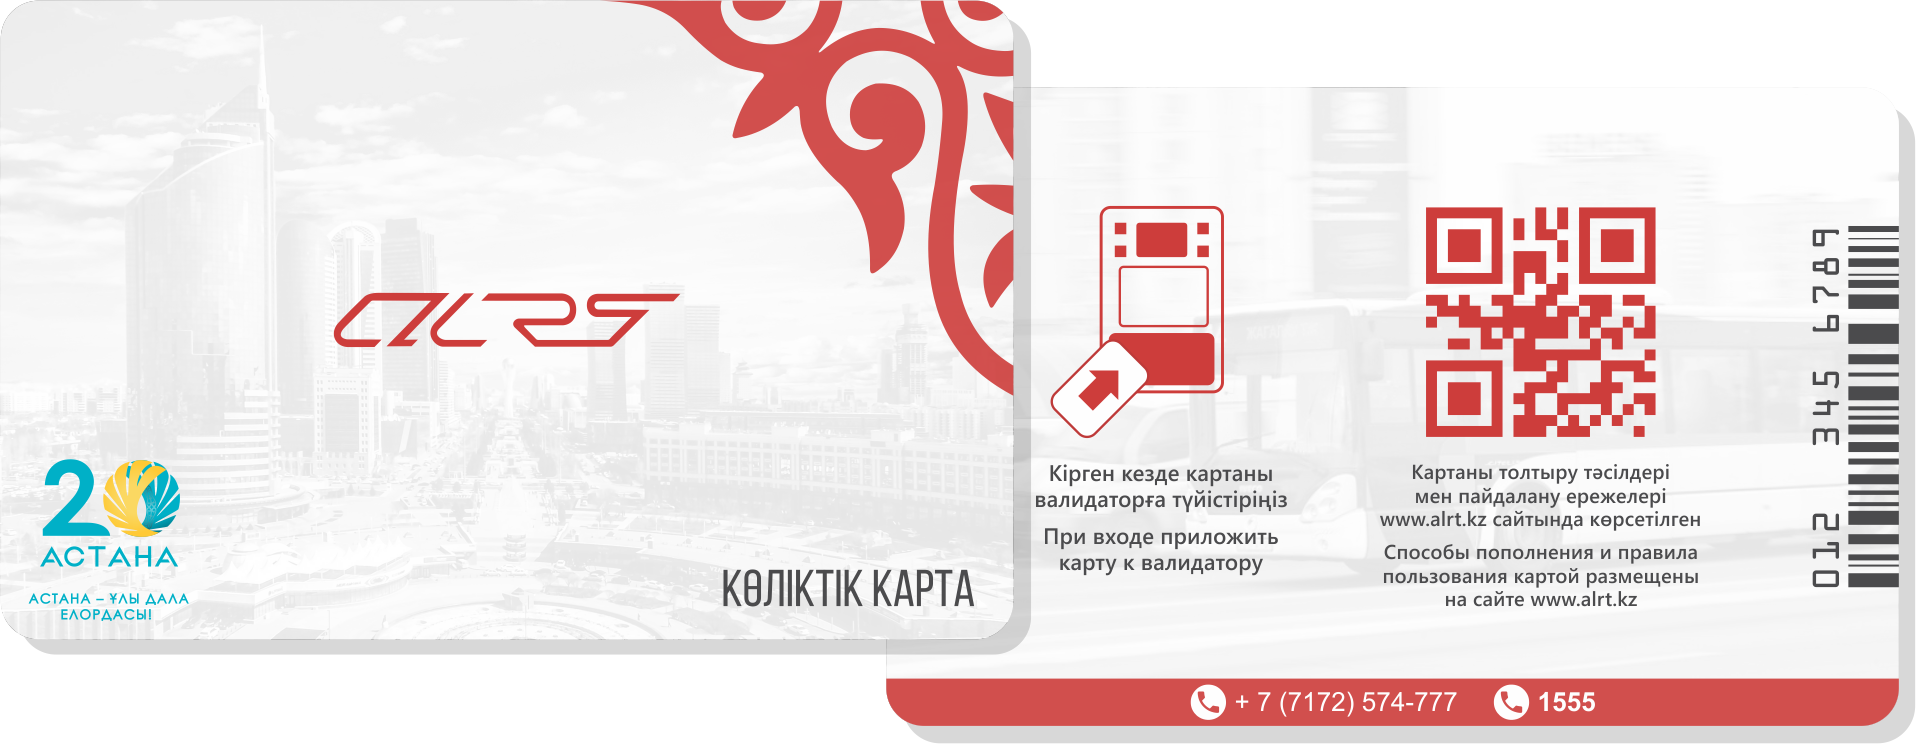 20
АСТАНА
АСТАНА – ҰЛЫ ДАЛА
ЕЛОРДАСЫ!
КӨЛІКТІК КАРТА
Кірген кезде картаны
валидаторға түйістіріңіз
При входе приложить
карту к валидатору
Картаны толтыру тәсілдері
мен пайдалану ережелері
www.alrt.kz сайтында көрсетілген
Способы пополнения и правила
пользования картой размещены
на сайте www.alrt.kz
012 345 6789
+ 7 (7172) 574-777 1555